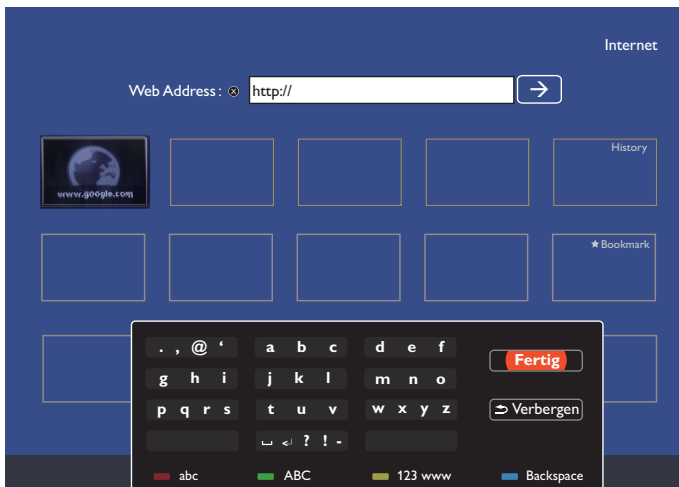 Internet
Web Address : http://
www.google.com
History
★ Bookmark
. , @ ‘ a b c d e f
Fertig
g h i j k l m n o
p q r s t u v w x y z
Verbergen
␣ ↵ ? ! -
abc ABC 123 www Backspace